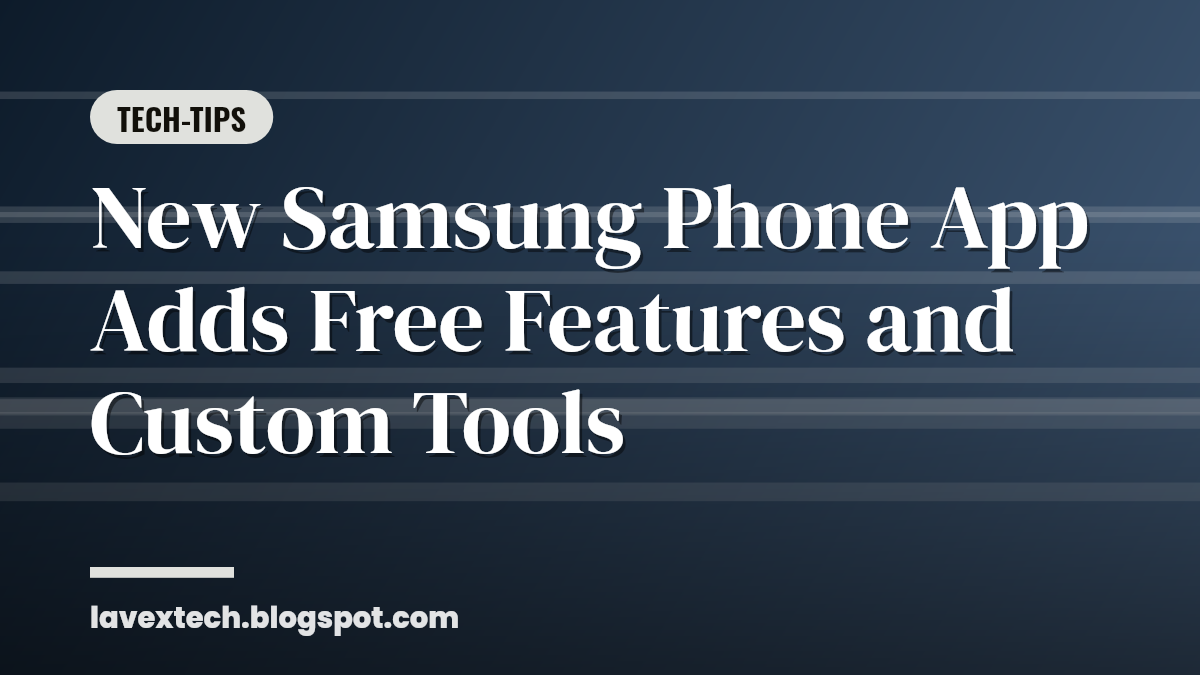 TECH-TIPS
New Samsung Phone App
Adds Free Features and
Custom Tools
lavextech.blogspot.com